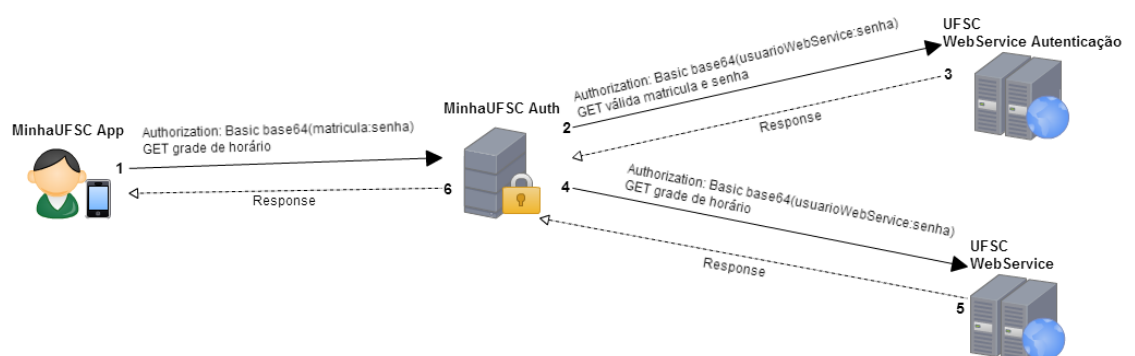 UFSC
WebService Autenticação
Authorization: Basic base64(usuarioWebService:senha)
GET válida matricula e senha
3
MinhaUFSC Auth
2
Response
MinhaUFSC App
Authorization: Basic base64(matricula:senha)
GET grade de horário
1
6
Response
4
Authorization: Basic base64(usuarioWebService:senha)
GET grade de horário
UFSC
WebService
Response
5